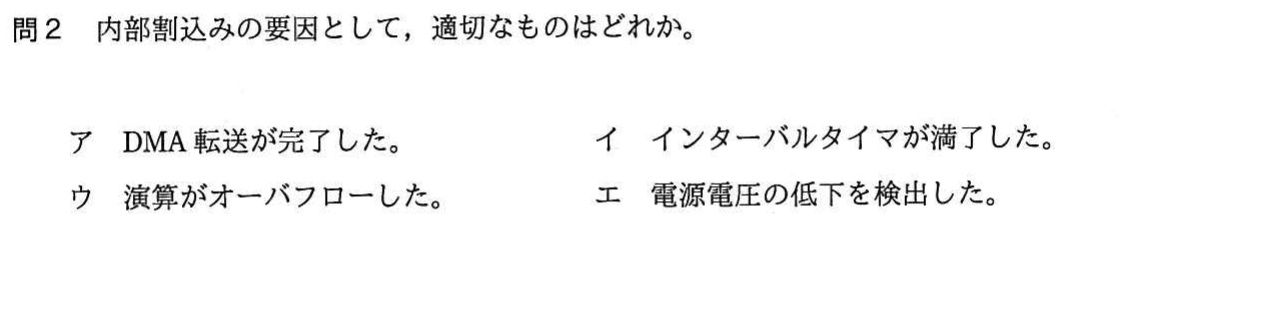 問2 内部割込みの要因として，適切なものはどれか。
ア DMA 転送が完了した。 イ インターバルタイマが満了した。
ウ 演算がオーバフローした。 エ 電源電圧の低下を検出した。